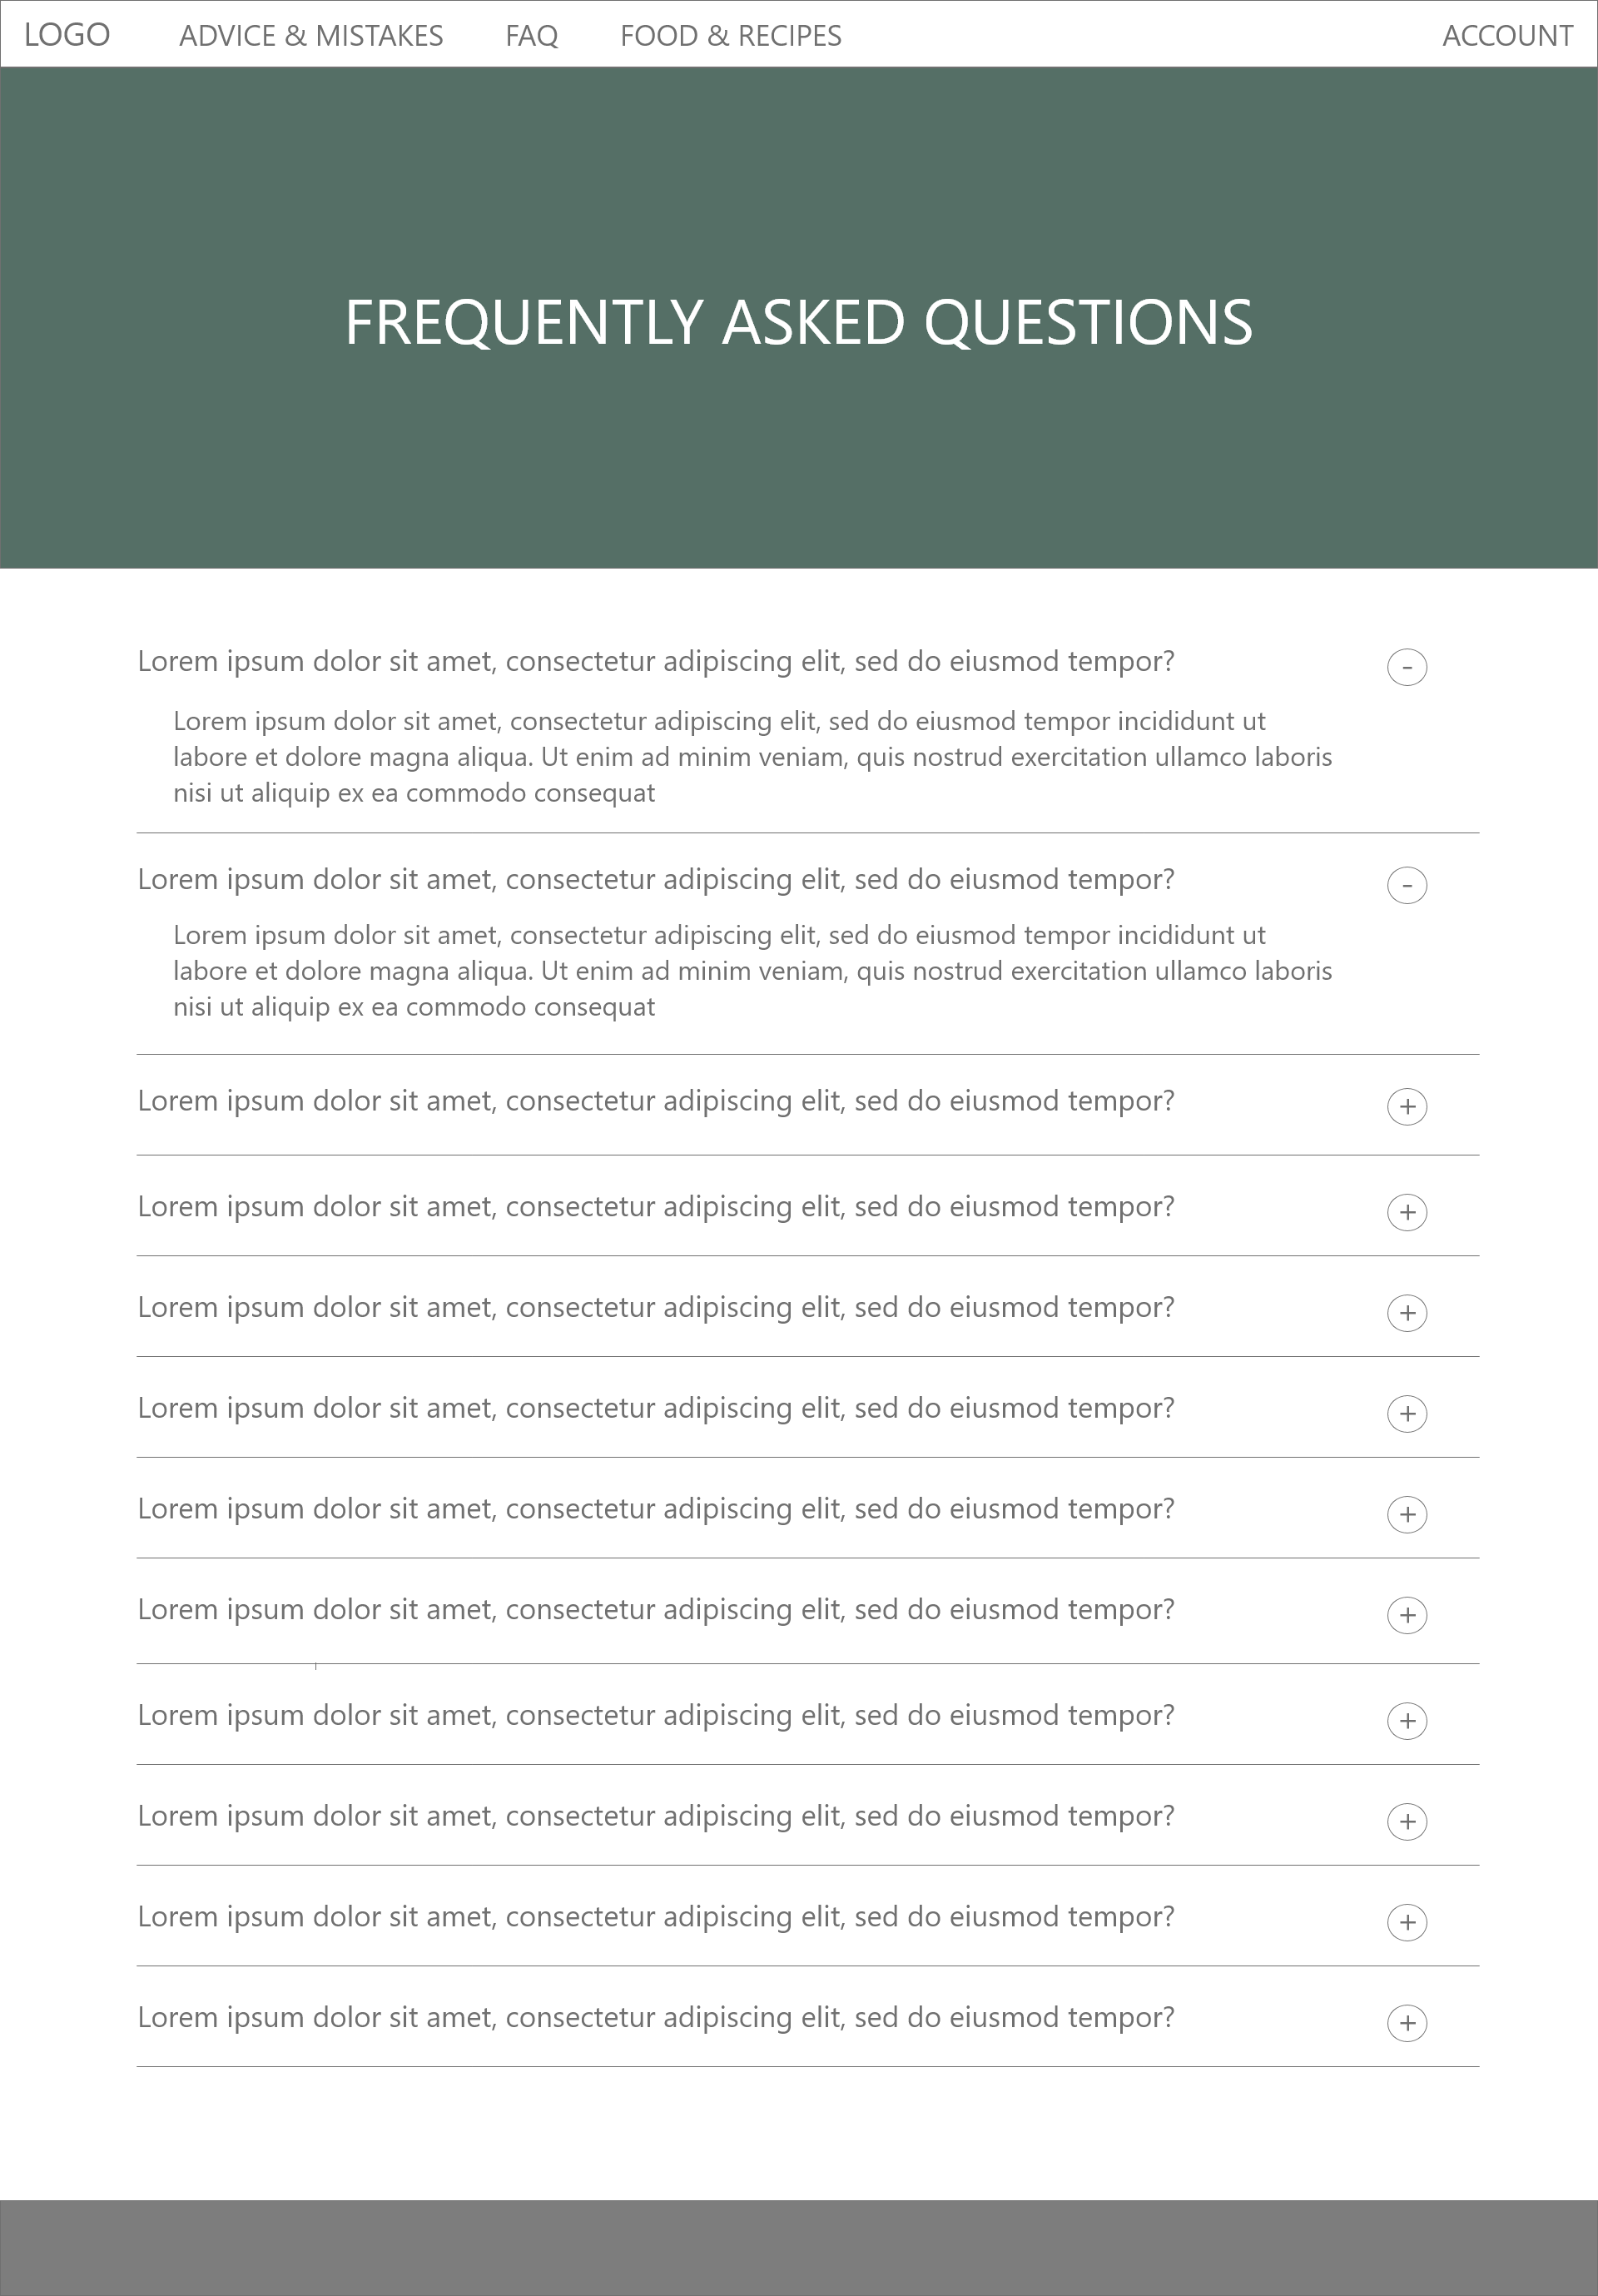 LOGO ADVICE & MISTAKES FAQ FOOD & RECIPES ACCOUNT
FREQUENTLY ASKED QUESTIONS
Lorem ipsum dolor sit amet, consectetur adipiscing elit, sed do eiusmod tempor? -
Lorem ipsum dolor sit amet, consectetur adipiscing elit, sed do eiusmod tempor incididunt ut
labore et dolore magna aliqua. Ut enim ad minim veniam, quis nostrud exercitation ullamco laboris
nisi ut aliquip ex ea commodo consequat
Lorem ipsum dolor sit amet, consectetur adipiscing elit, sed do eiusmod tempor? -
Lorem ipsum dolor sit amet, consectetur adipiscing elit, sed do eiusmod tempor incididunt ut
labore et dolore magna aliqua. Ut enim ad minim veniam, quis nostrud exercitation ullamco laboris
nisi ut aliquip ex ea commodo consequat
Lorem ipsum dolor sit amet, consectetur adipiscing elit, sed do eiusmod tempor? +
Lorem ipsum dolor sit amet, consectetur adipiscing elit, sed do eiusmod tempor? +
Lorem ipsum dolor sit amet, consectetur adipiscing elit, sed do eiusmod tempor? +
Lorem ipsum dolor sit amet, consectetur adipiscing elit, sed do eiusmod tempor? +
Lorem ipsum dolor sit amet, consectetur adipiscing elit, sed do eiusmod tempor? +
Lorem ipsum dolor sit amet, consectetur adipiscing elit, sed do eiusmod tempor? +
Lorem ipsum dolor sit amet, consectetur adipiscing elit, sed do eiusmod tempor? +
Lorem ipsum dolor sit amet, consectetur adipiscing elit, sed do eiusmod tempor? +
Lorem ipsum dolor sit amet, consectetur adipiscing elit, sed do eiusmod tempor? +
Lorem ipsum dolor sit amet, consectetur adipiscing elit, sed do eiusmod tempor? +